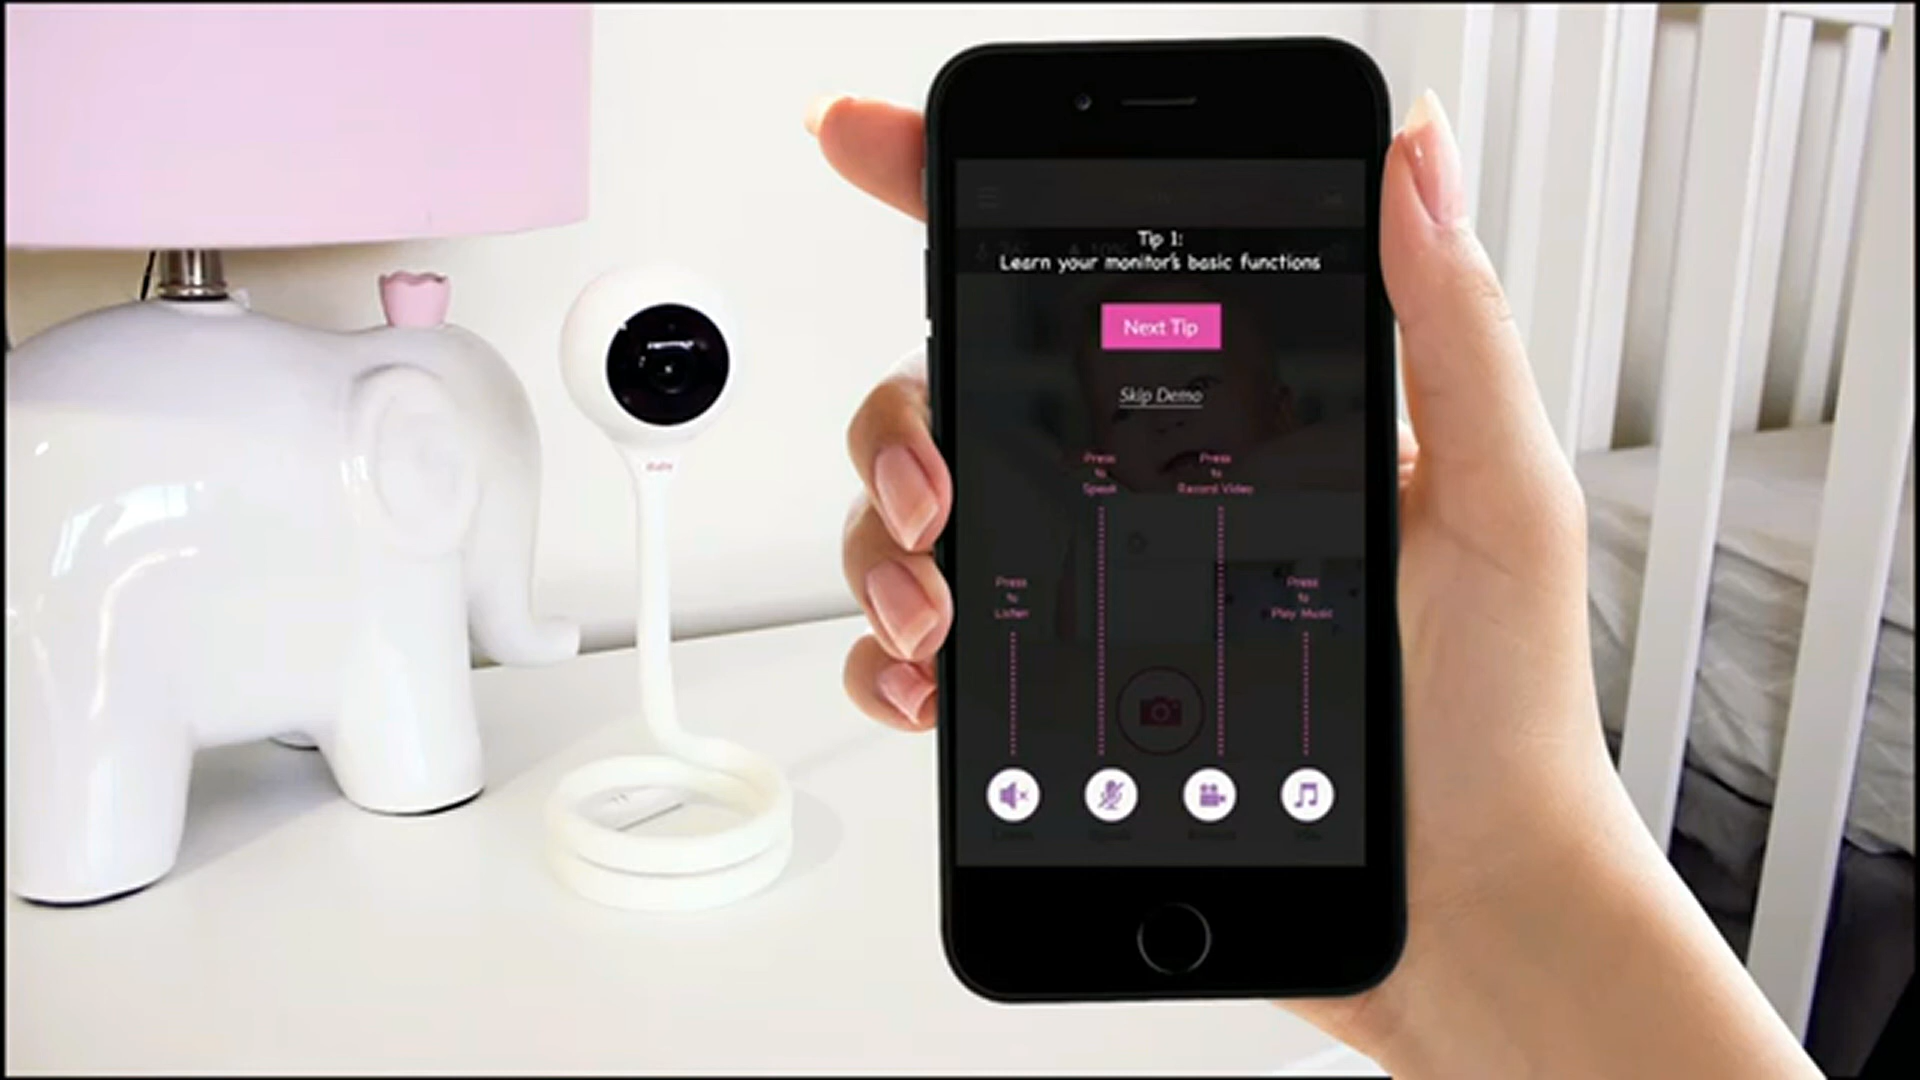 Tip 1:
Learn your monitor's basic functions
Next Tip
Skip Demo
Press
to
Speak
Press
to
Record Video
Press
to
Listen
Press
to
Play Music